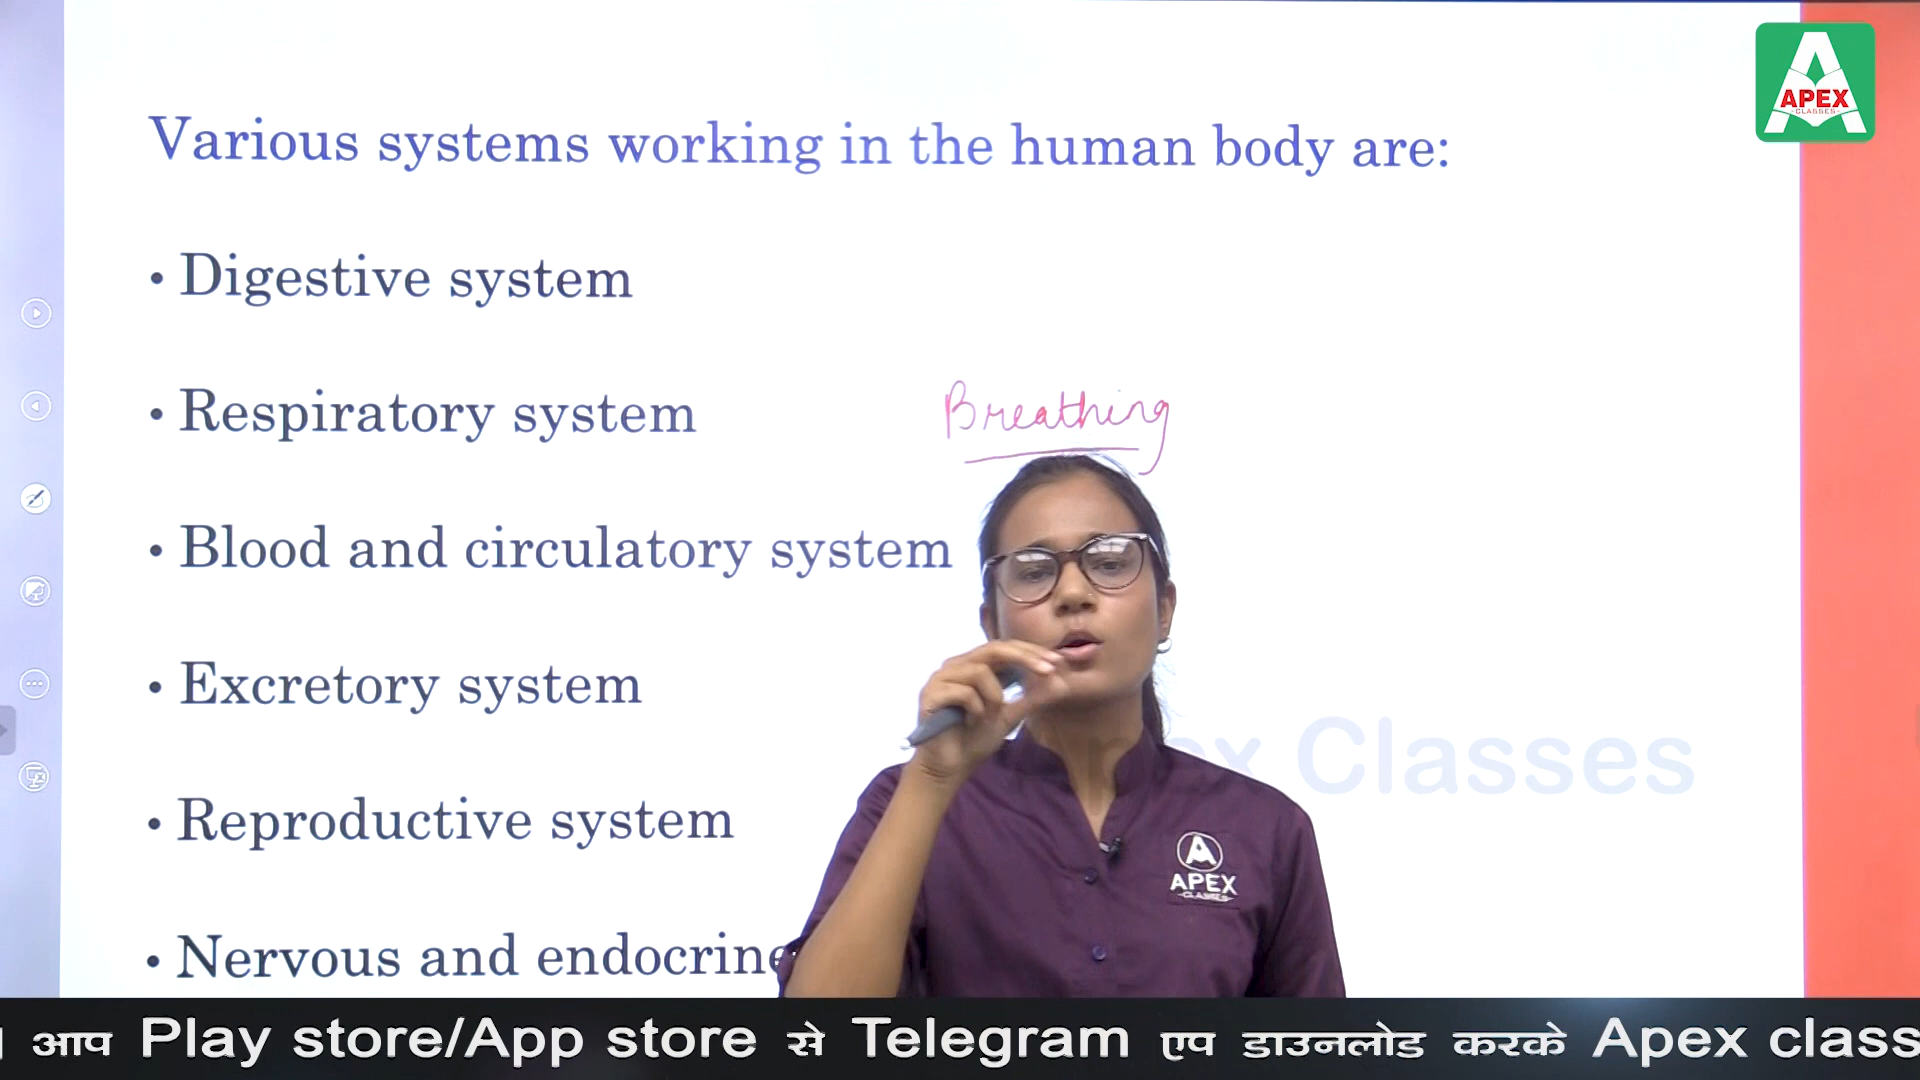 Various systems working in the human body are:
• Digestive system
• Respiratory system
Breathing
• Blood and circulatory system
• Excretory system
• Reproductive system
• Nervous and endocrine
Classes
A
APEX
CLASSES
A
APEX
CLASSES
आप Play store/App store से Telegram एप डाउनलोड करके Apex class